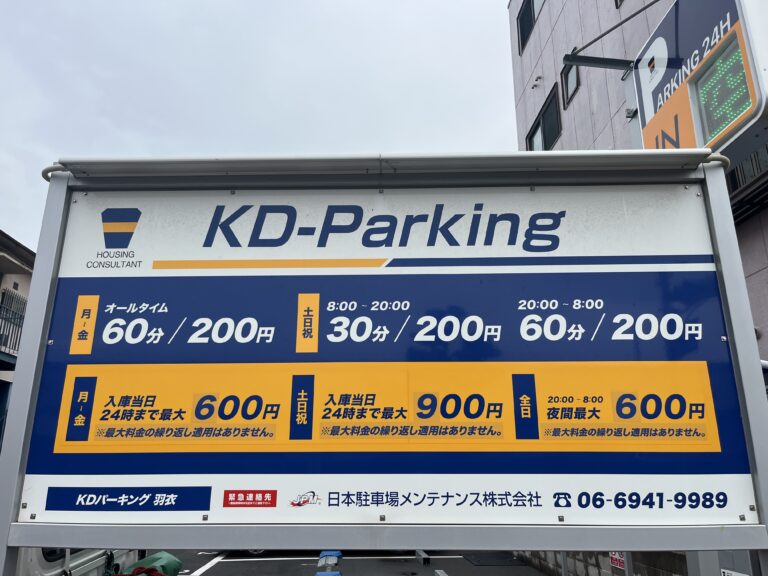 PARKING 24H
IN
KD-Parking
HOUSING
CONSULTANT
月-金
オールタイム
60分/200円
土日祝
8:00~20:00
30分/200円
20:00~8:00
60分/200円
月-金
入庫当日
24時まで最大 600円
※最大料金の繰り返し適用はありません。
土日祝
入庫当日
24時まで最大 900円
※最大料金の繰り返し適用はありません。
全日
20:00-8:00
夜間最大 600円
※最大料金の繰り返し適用はありません。
KDパーキング 羽衣
緊急連絡先
JPM
日本駐車場メンテナンス株式会社 ☎ 06-6941-9989